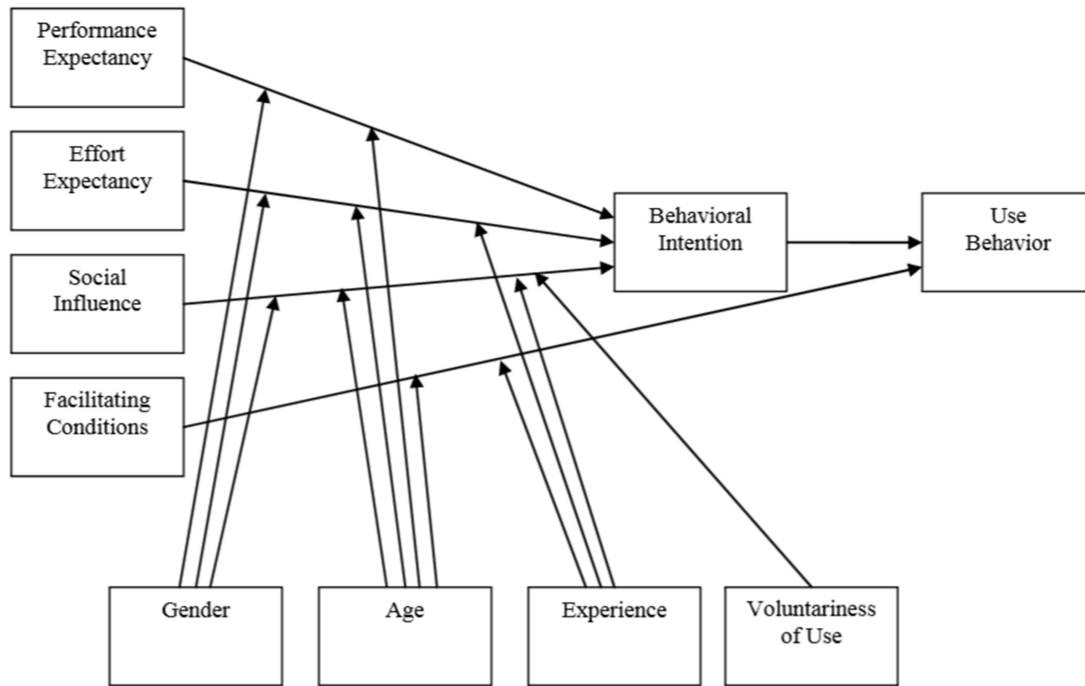 Performance
Expectancy
Effort
Expectancy
Social
Influence
Facilitating
Conditions
Behavioral
Intention
Use
Behavior
Gender
Age
Experience
Voluntariness
of Use